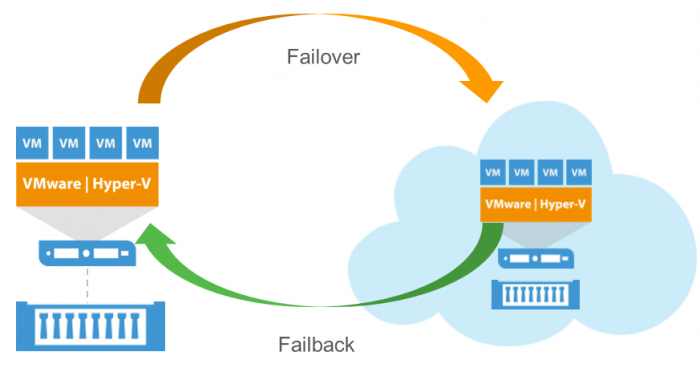 Failover
VM VM VM VM
VMware | Hyper-V
VM VM VM VM
VMware | Hyper-V
Failback